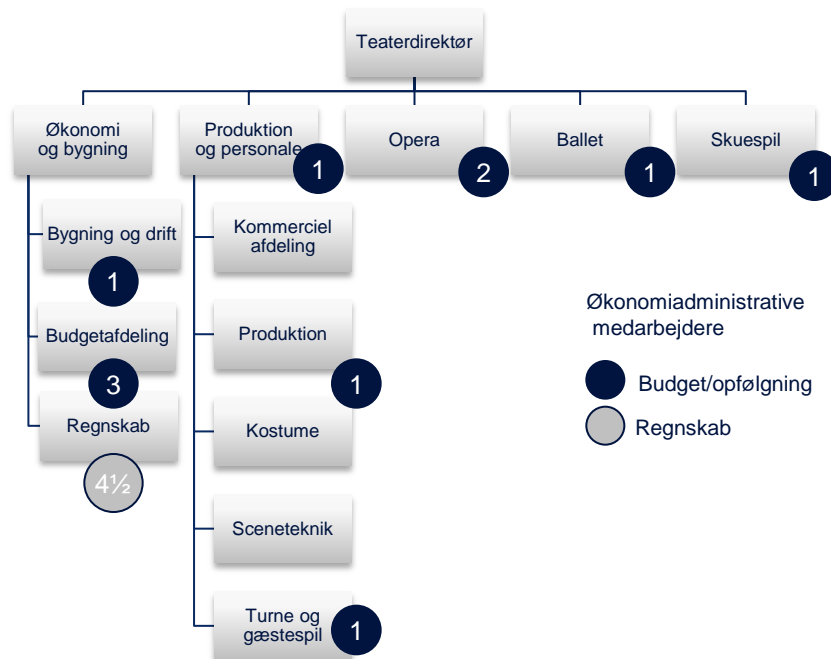 Teaterdirektør
Økonomi
og bygning
Produktion
og personale
1
Opera
2
Ballet
1
Skuespil
1
Bygning og drift
1
Budgetafdeling
3
Regnskab
4½
Kommerciel
afdeling
Produktion
1
Kostume
Sceneteknik
Turne og
gæstespil
1
Økonomiadministrative
medarbejdere
Budget/opfølgning
Regnskab